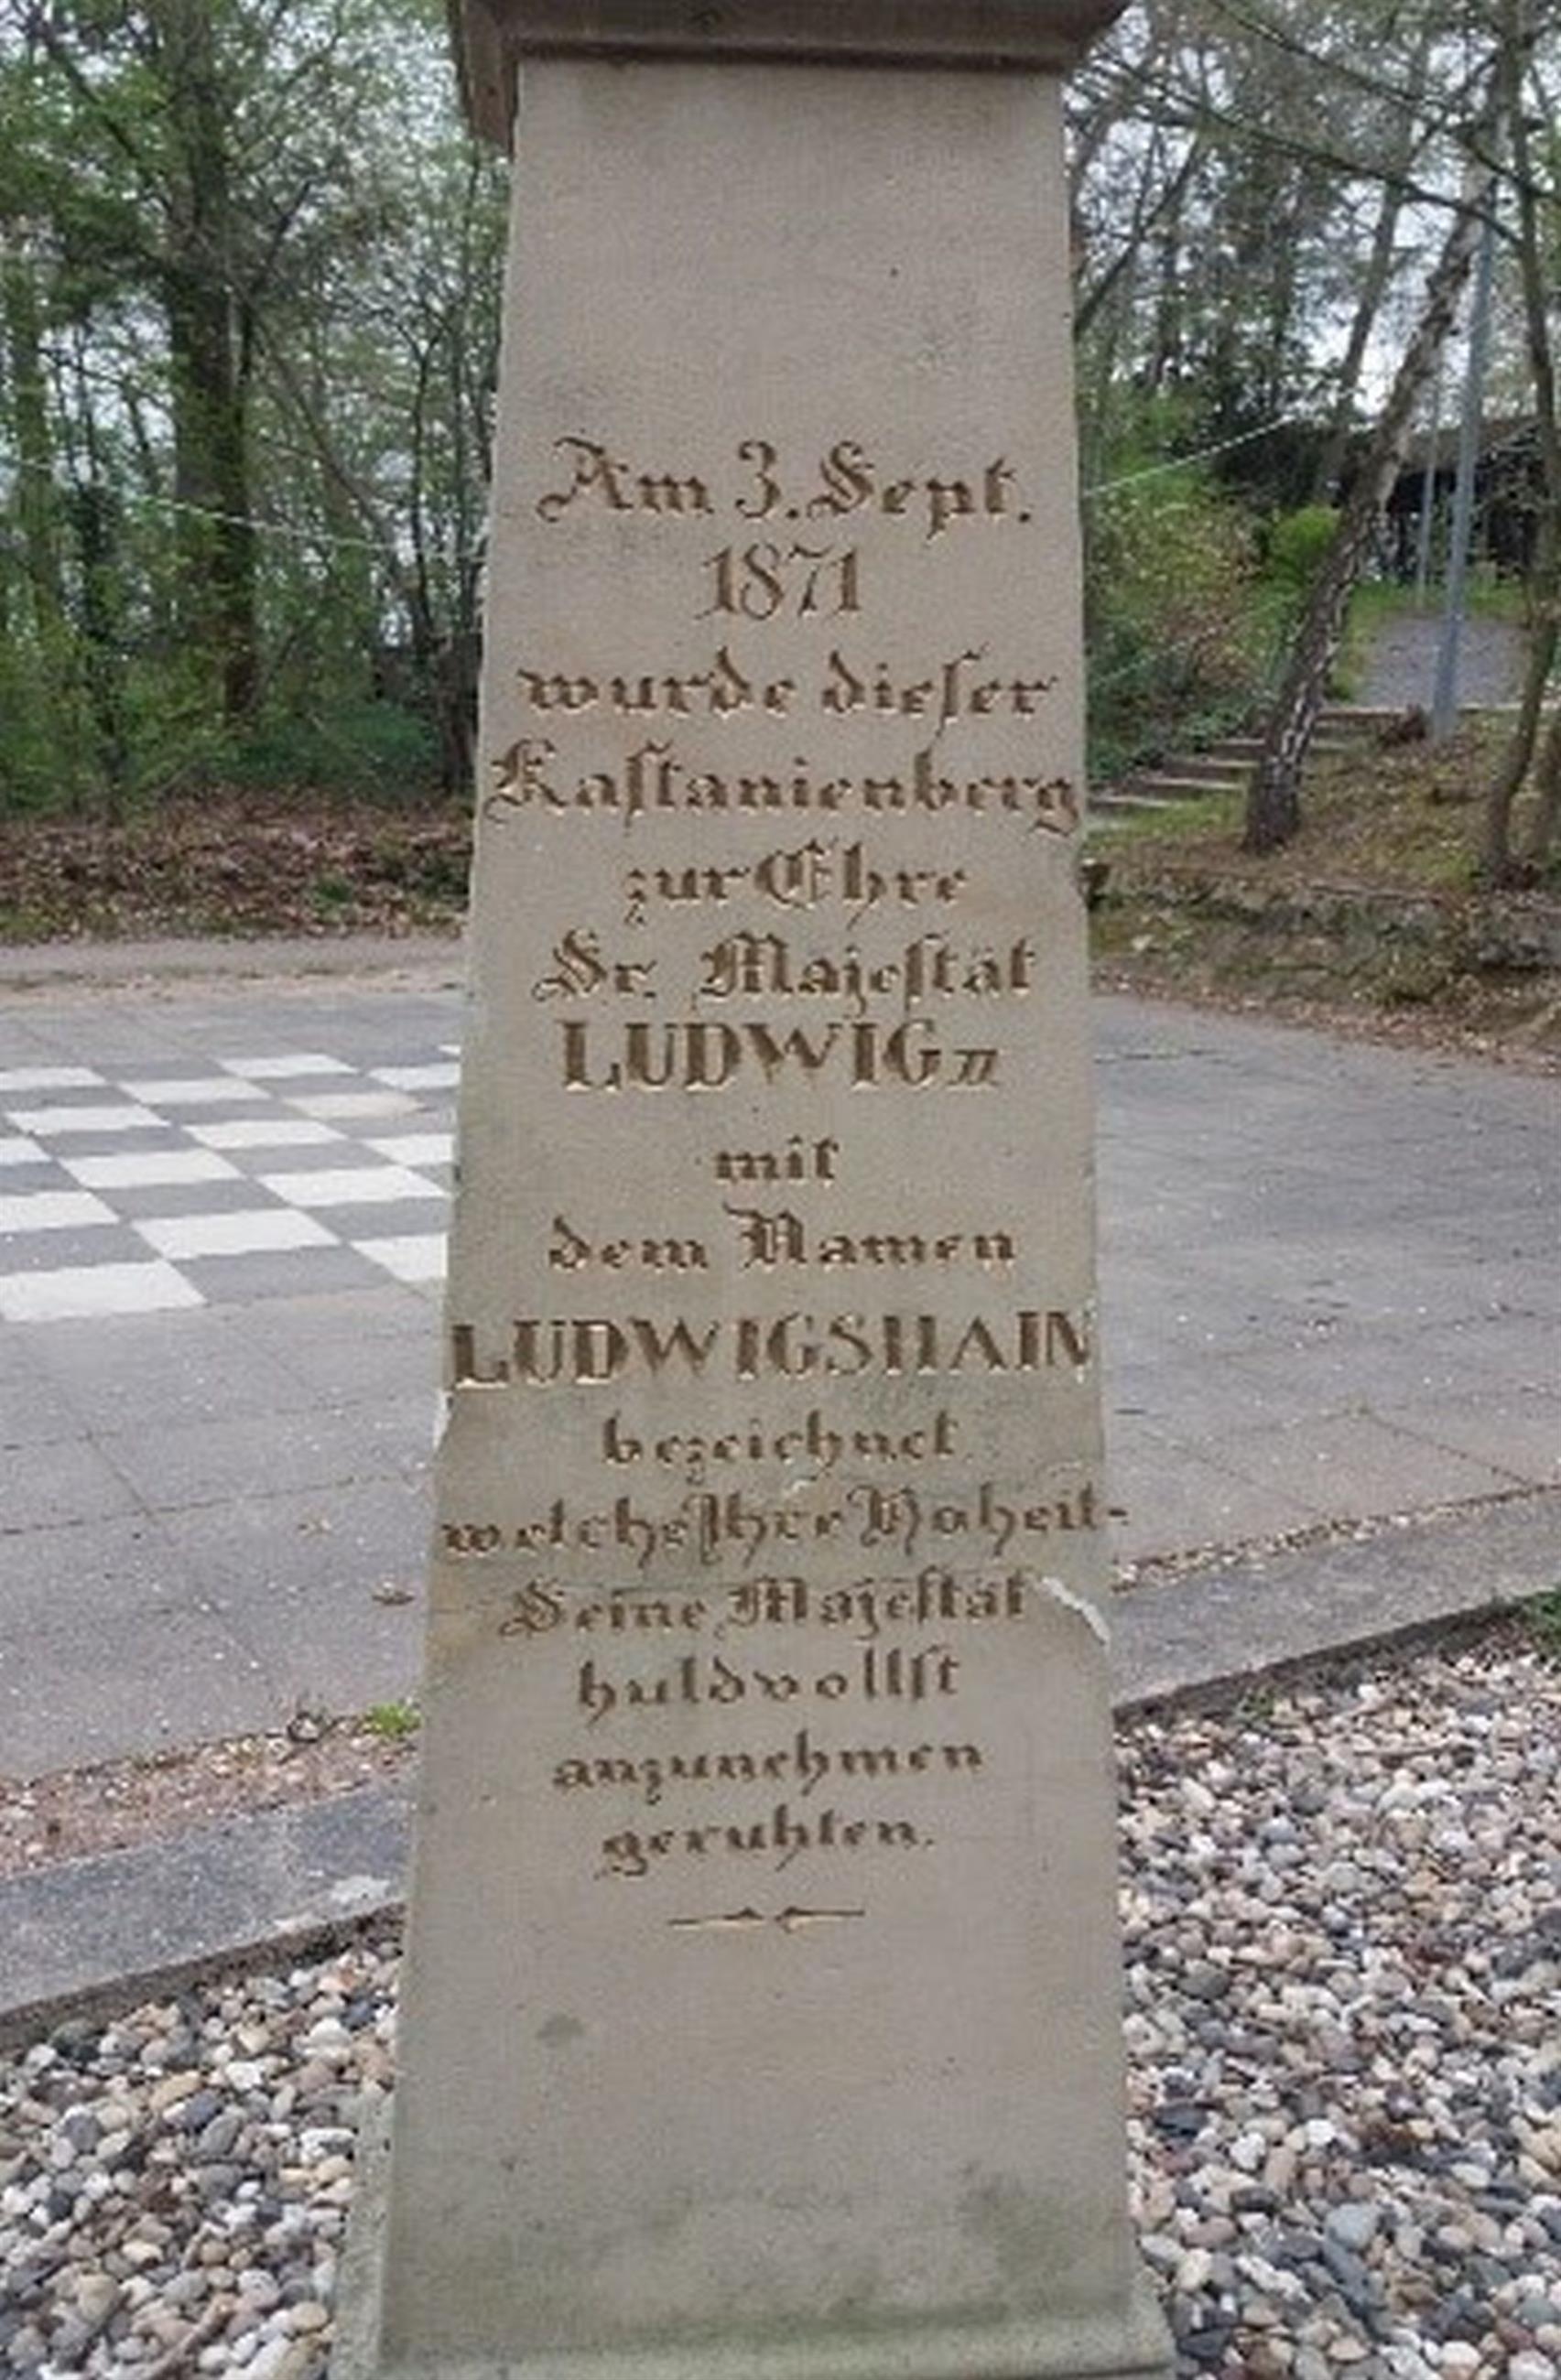 Am 3. Sept.
1871
wurde dieſer
Kaſtanienberg
zur Ehre
Sr. Majeſtät
LUDWIG II
mit
dem Namen
LUDWIGSHAIN
bezeichnet
welche Ihre Hoheit-
Seine Majeſtät
huldvollſt
anzunehmen
geruhten.